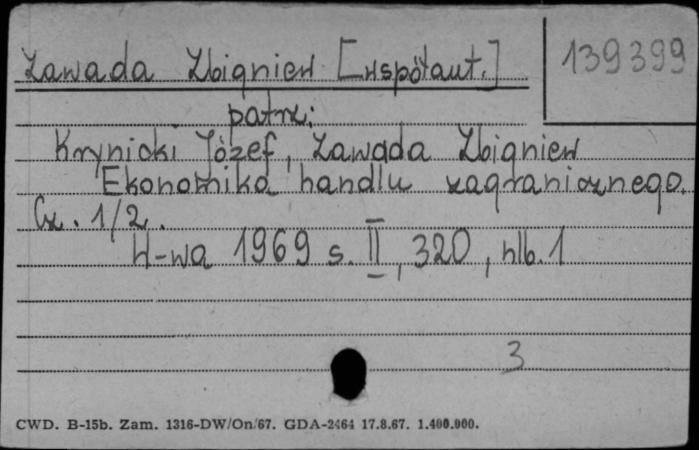 Zawada Zbigniew [współaut.]
139399
patrz:
Krynicki Józef, Zawada Zbigniew
Ekonomika handlu zagranicznego.
Cz. 1/2.
W-wa 1969 s. II, 320, nlb. 1
3
CWD. B-15b. Zam. 1316-DW/On/67. GDA-2464 17.8.67. 1.400.000.